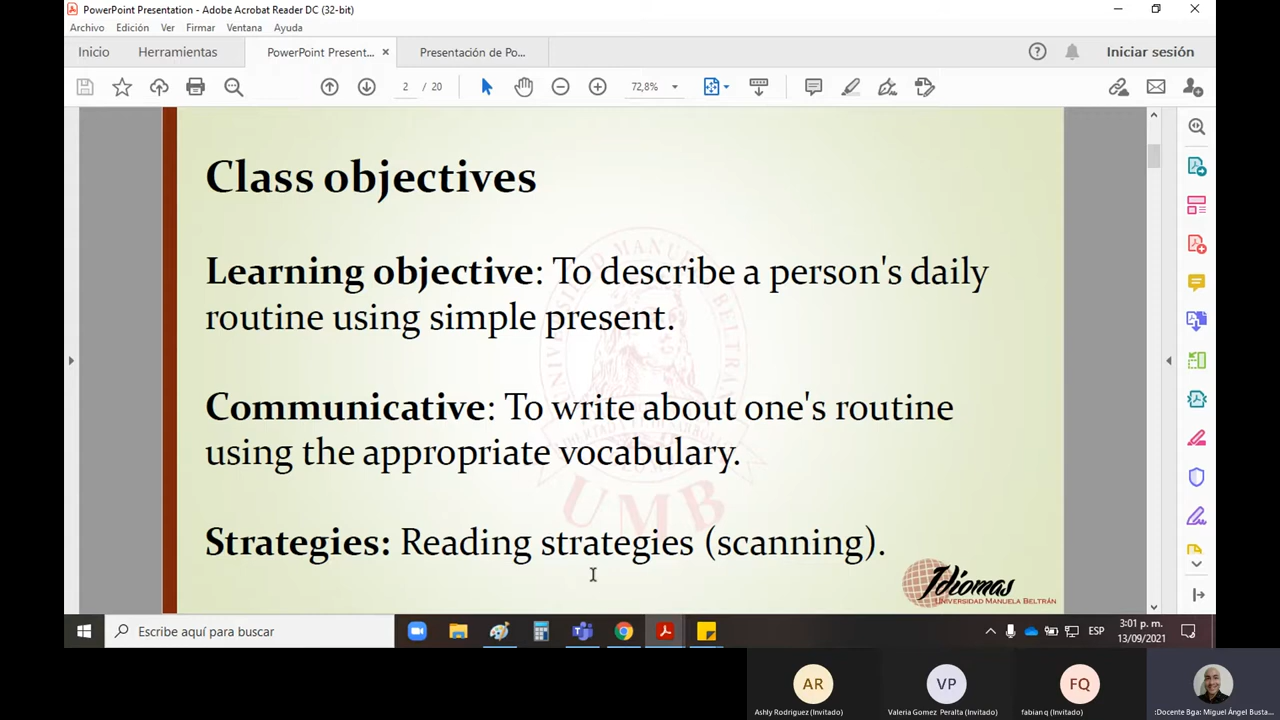 PowerPoint Presentation - Adobe Acrobat Reader DC (32-bit)
Archivo Edición Ver Firmar Ventana Ayuda
Inicio Herramientas PowerPoint Present... × Presentación de Po... Iniciar sesión
2 / 20 72,8%
Class objectives
Learning objective: To describe a person's daily
routine using simple present.
Communicative: To write about one's routine
using the appropriate vocabulary.
Strategies: Reading strategies (scanning).
UNIVERSIDAD MANUELA BELTRAN
UMB
Idiomas
UNIVERSIDAD MANUELA BELTRÁN
Escribe aquí para buscar
ESP
3:01 p. m.
13/09/2021
AR VP FQ
Ashly Rodriguez (Invitado) Valeria Gomez Peralta (Invitado) fabian q (Invitado) :Docente Bga: Miguel Ángel Busta...